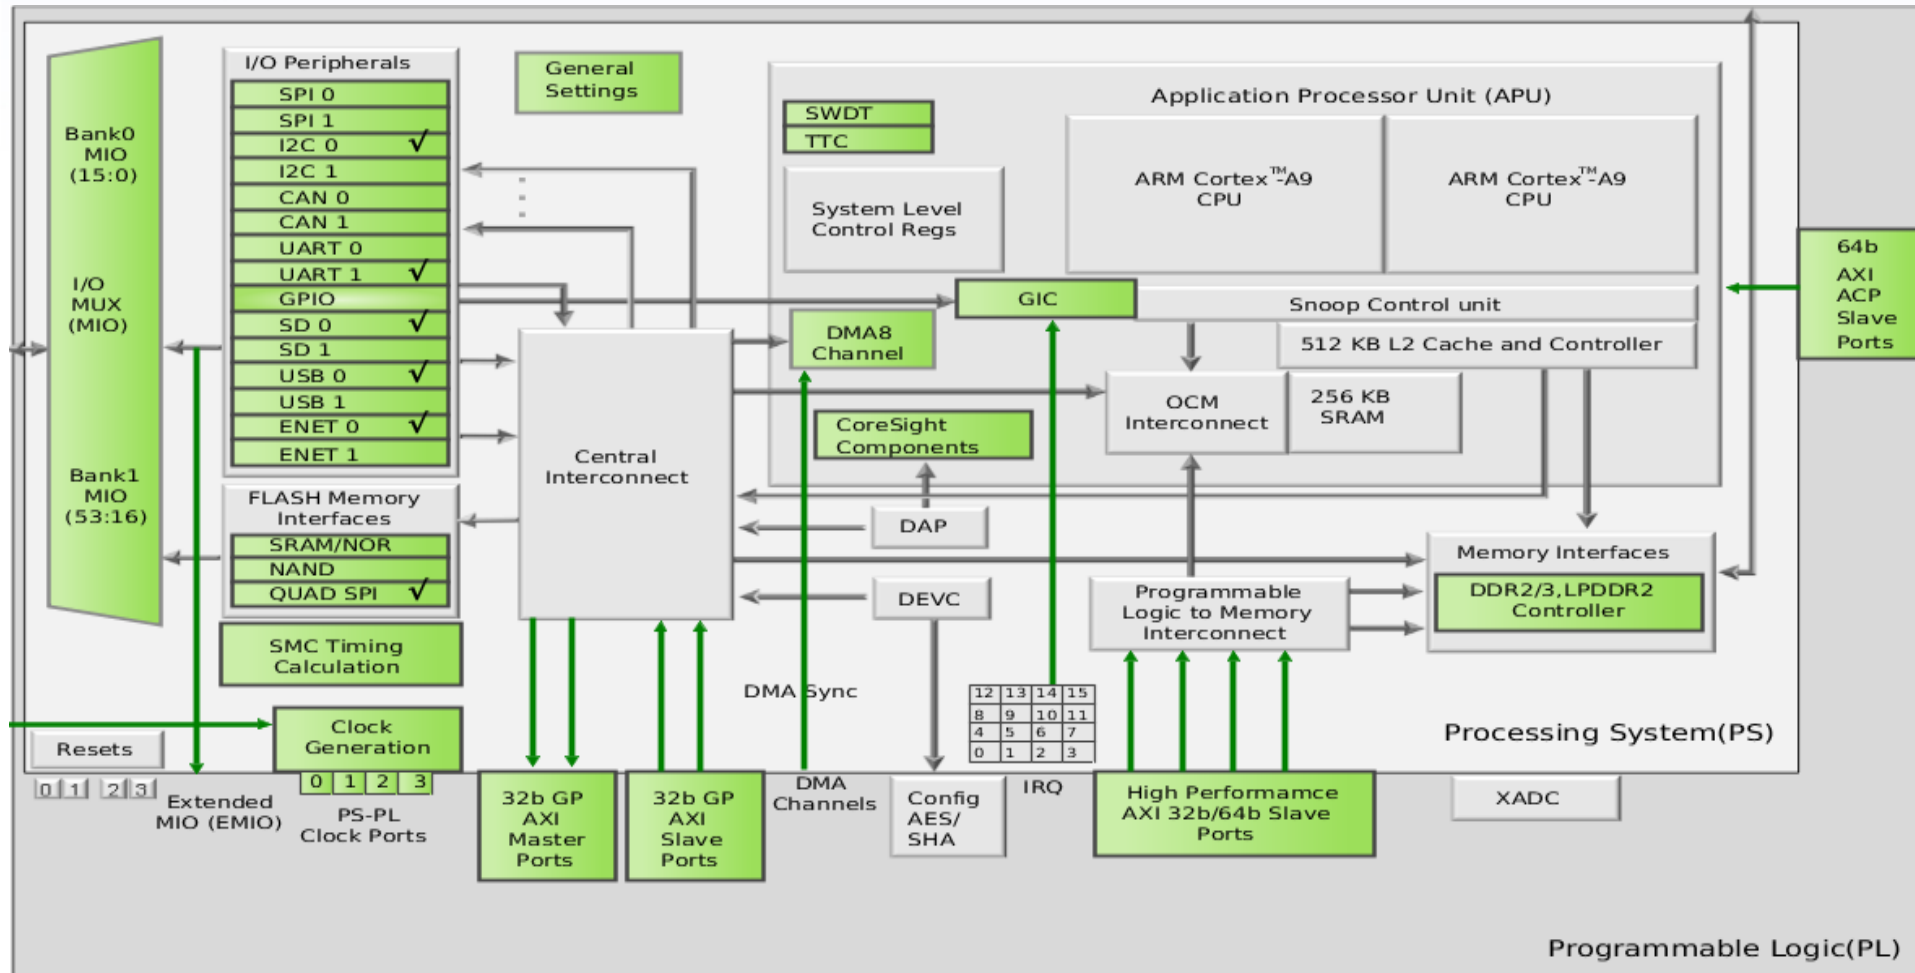 I/O Peripherals
SPI 0
SPI 1
I2C 0 √
I2C 1
CAN 0
CAN 1
UART 0
UART 1 √
GPIO
SD 0 √
SD 1
USB 0 √
USB 1
ENET 0 √
ENET 1
Bank0
MIO
(15:0)
I/O
MUX
(MIO)
Bank1
MIO
(53:16)
FLASH Memory
Interfaces
SRAM/NOR
NAND
QUAD SPI √
SMC Timing
Calculation
Clock
Generation
0 1 2 3
PS-PL
Clock Ports
Resets
0 1 2 3
Extended
MIO (EMIO)
General
Settings
Central
Interconnect
32b GP
AXI
Master
Ports
32b GP
AXI
Slave
Ports
Application Processor Unit (APU)
SWDT
TTC
System Level
Control Regs
ARM Cortex™-A9
CPU
ARM Cortex™-A9
CPU
GIC
Snoop Control unit
DMA8
Channel
512 KB L2 Cache and Controller
OCM
Interconnect
256 KB
SRAM
CoreSight
Components
DAP
DEVC
Programmable
Logic to Memory
Interconnect
Memory Interfaces
DDR2/3,LPDDR2
Controller
64b
AXI
ACP
Slave
Ports
DMA Sync
12 13 14 15
8 9 10 11
4 5 6 7
0 1 2 3
IRQ
DMA
Channels
Config
AES/
SHA
High Performamce
AXI 32b/64b Slave
Ports
XADC
Processing System(PS)
Programmable Logic(PL)